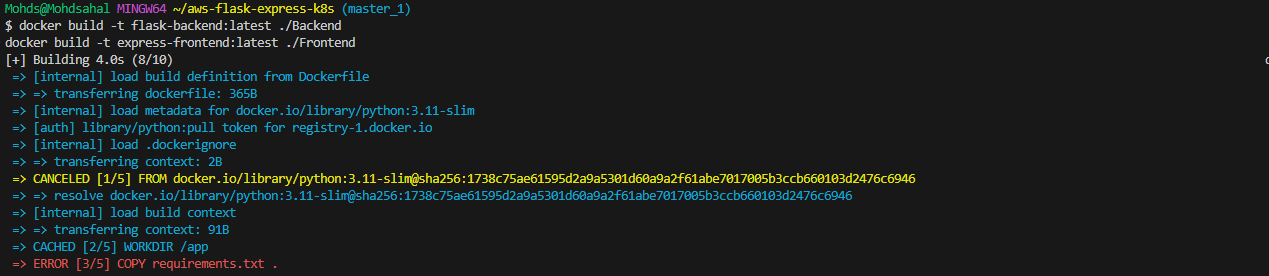 Mohds@Mohdsahal MINGW64 ~/aws-flask-express-k8s (master_1)
$ docker build -t flask-backend:latest ./Backend
docker build -t express-frontend:latest ./Frontend
[+] Building 4.0s (8/10)
=> [internal] load build definition from Dockerfile
=> => transferring dockerfile: 365B
=> [internal] load metadata for docker.io/library/python:3.11-slim
=> [auth] library/python:pull token for registry-1.docker.io
=> [internal] load .dockerignore
=> => transferring context: 2B
=> CANCELED [1/5] FROM docker.io/library/python:3.11-slim@sha256:1738c75ae61595d2a9a5301d60a9a2f61abe7017005b3ccb660103d2476c6946
=> => resolve docker.io/library/python:3.11-slim@sha256:1738c75ae61595d2a9a5301d60a9a2f61abe7017005b3ccb660103d2476c6946
=> [internal] load build context
=> => transferring context: 91B
=> CACHED [2/5] WORKDIR /app
=> ERROR [3/5] COPY requirements.txt .